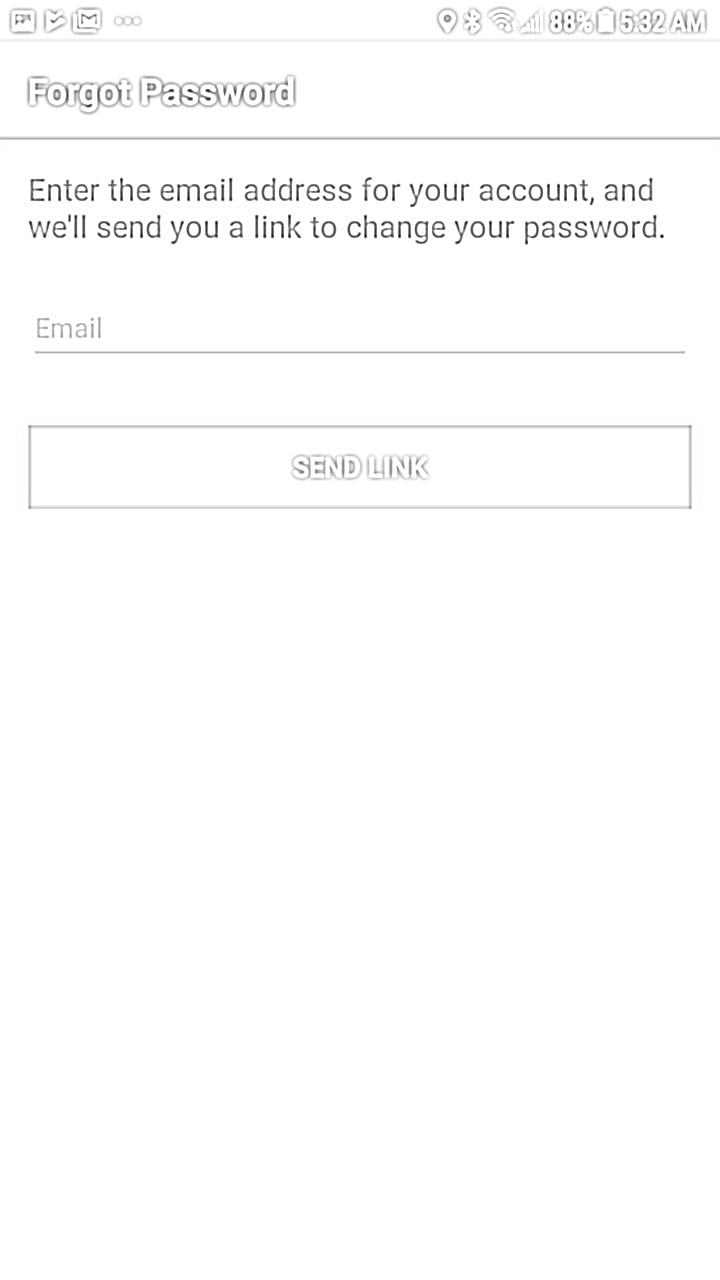 88% 5:32 AM
Forgot Password
Enter the email address for your account, and
we'll send you a link to change your password.
Email
SEND LINK